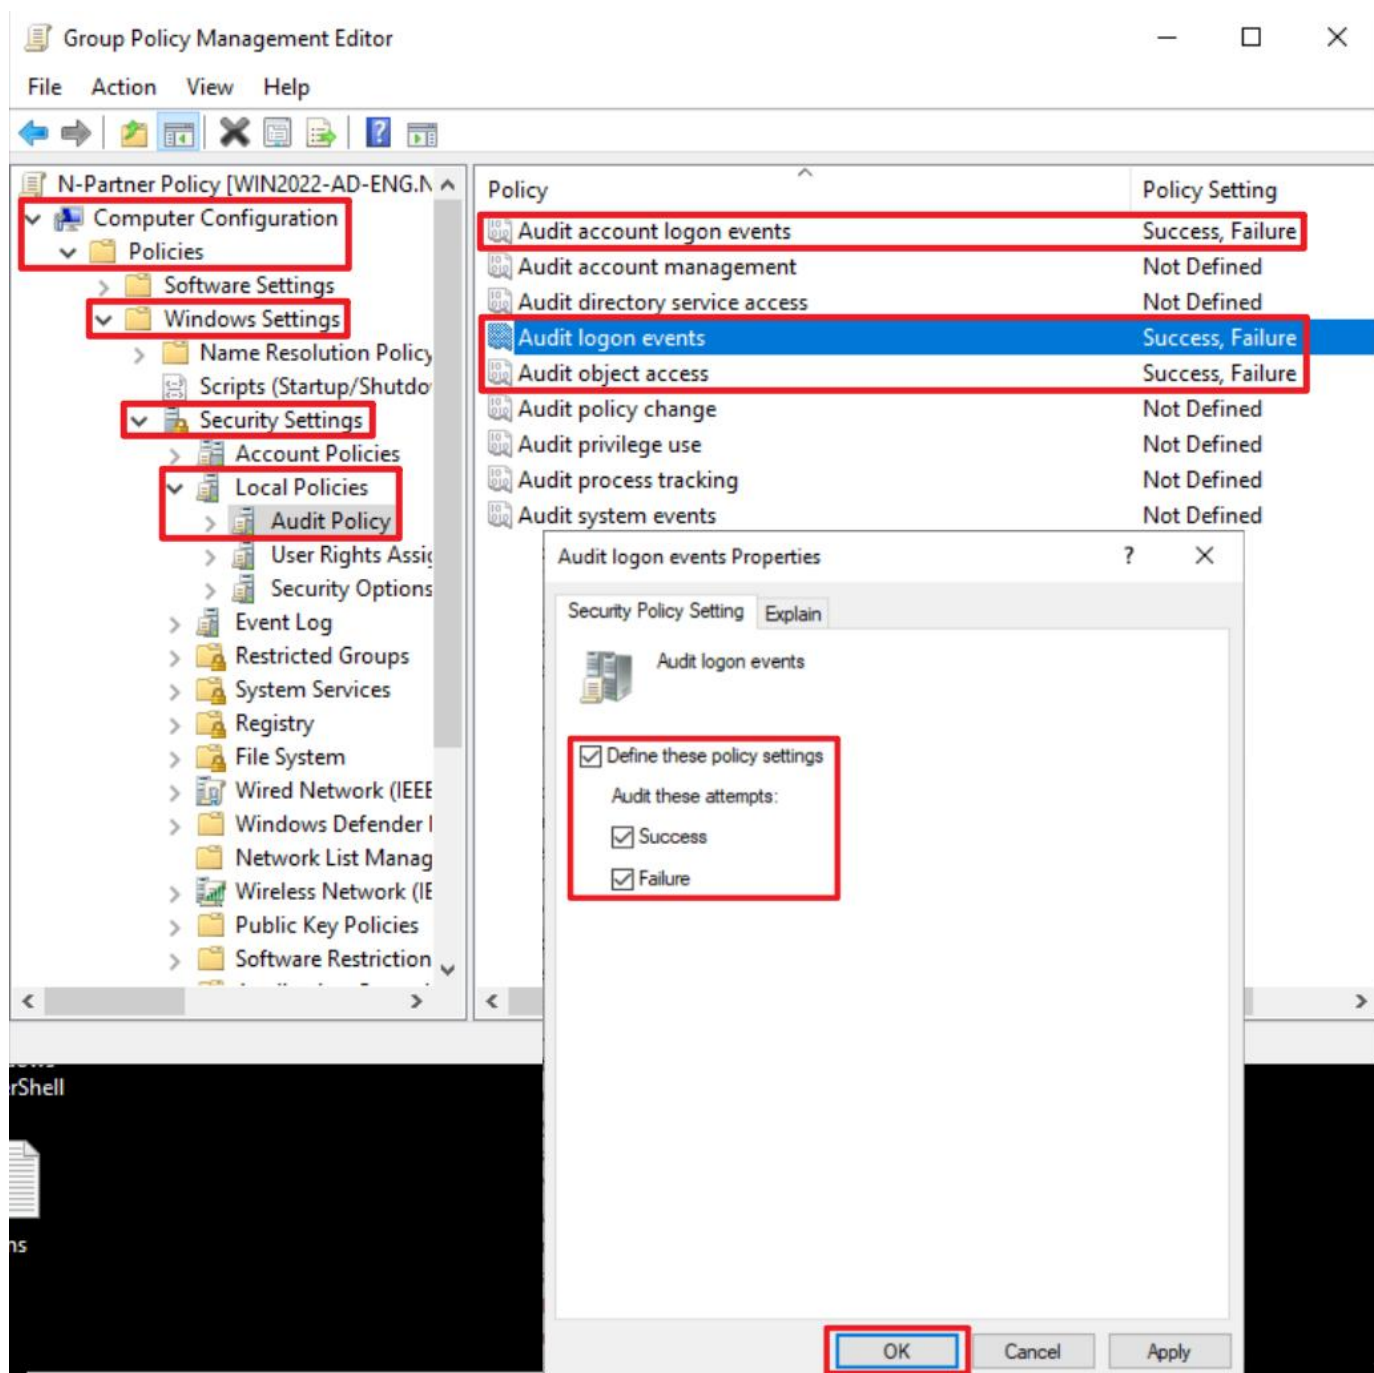 Group Policy Management Editor
File Action View Help
N-Partner Policy [WIN2022-AD-ENG.N
Computer Configuration
Policies
Software Settings
Windows Settings
Name Resolution Policy
Scripts (Startup/Shutdo
Security Settings
Account Policies
Local Policies
Audit Policy
User Rights Assig
Security Options
Event Log
Restricted Groups
System Services
Registry
File System
Wired Network (IEEE
Windows Defender
Network List Manag
Wireless Network (IE
Public Key Policies
Software Restriction
Policy Policy Setting
Audit account logon events Success, Failure
Audit account management Not Defined
Audit directory service access Not Defined
Audit logon events Success, Failure
Audit object access Success, Failure
Audit policy change Not Defined
Audit privilege use Not Defined
Audit process tracking Not Defined
Audit system events Not Defined
Audit logon events Properties
Security Policy Setting Explain
Audit logon events
Define these policy settings
Audit these attempts:
Success
Failure
OK Cancel Apply
rShell
ns